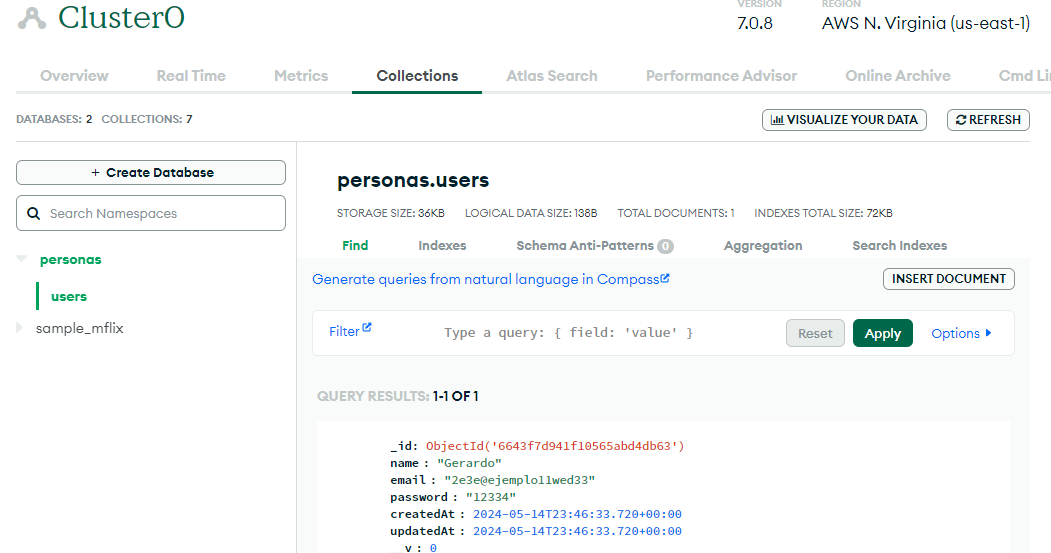 Cluster0
VERSION
REGION
7.0.8
AWS N. Virginia (us-east-1)
Overview
Real Time
Metrics
Collections
Atlas Search
Performance Advisor
Online Archive
Cmd Li
DATABASES: 2 COLLECTIONS: 7
VISUALIZE YOUR DATA
REFRESH
+ Create Database
Search Namespaces
personas
users
sample_mflix
personas.users
STORAGE SIZE: 36KB LOGICAL DATA SIZE: 138B TOTAL DOCUMENTS: 1 INDEXES TOTAL SIZE: 72KB
Find
Indexes
Schema Anti-Patterns 0
Aggregation
Search Indexes
Generate queries from natural language in Compass
INSERT DOCUMENT
Filter
Type a query: { field: 'value' }
Reset
Apply
Options
QUERY RESULTS: 1-1 OF 1
_id: ObjectId('6643f7d941f10565abd4db63')
name : "Gerardo"
email : "2e3e@ejemplo11wed33"
password : "12334"
createdAt : 2024-05-14T23:46:33.720+00:00
updatedAt : 2024-05-14T23:46:33.720+00:00
__v : 0